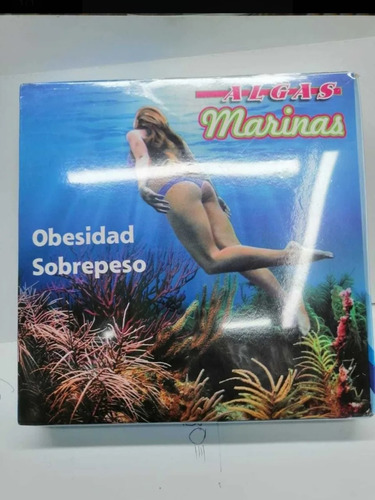 ALGAS
Marinas
Obesidad
Sobrepeso